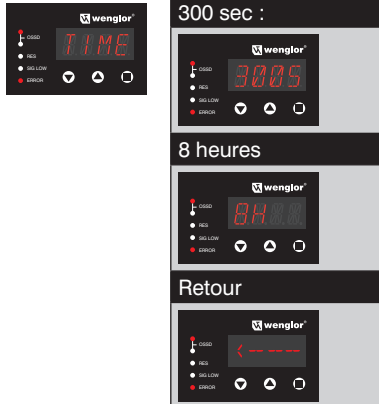 wenglor®
TIME
OSSD
RES
SIG LOW
ERROR
300 sec :
wenglor®
300S
OSSD
RES
SIG LOW
ERROR
8 heures
wenglor®
8H
OSSD
RES
SIG LOW
ERROR
Retour
wenglor®
<-----
OSSD
RES
SIG LOW
ERROR